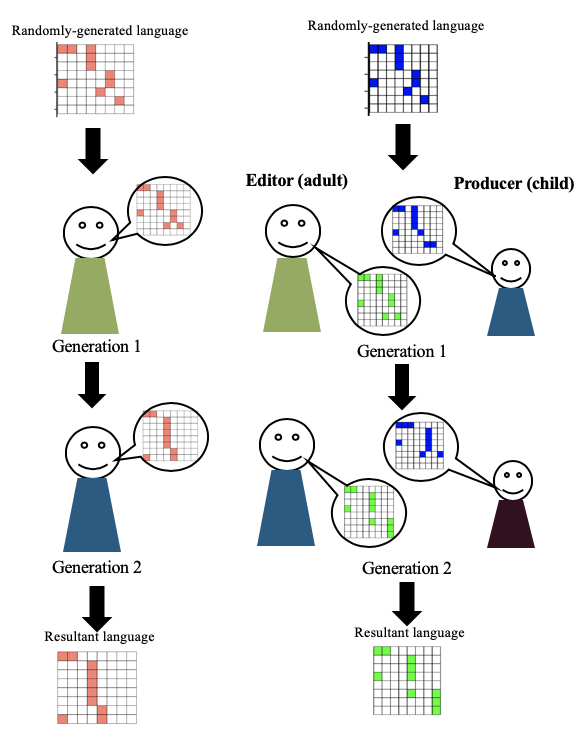 Randomly-generated language
Randomly-generated language
Editor (adult)
Producer (child)
Generation 1
Generation 1
Generation 2
Generation 2
Resultant language
Resultant language